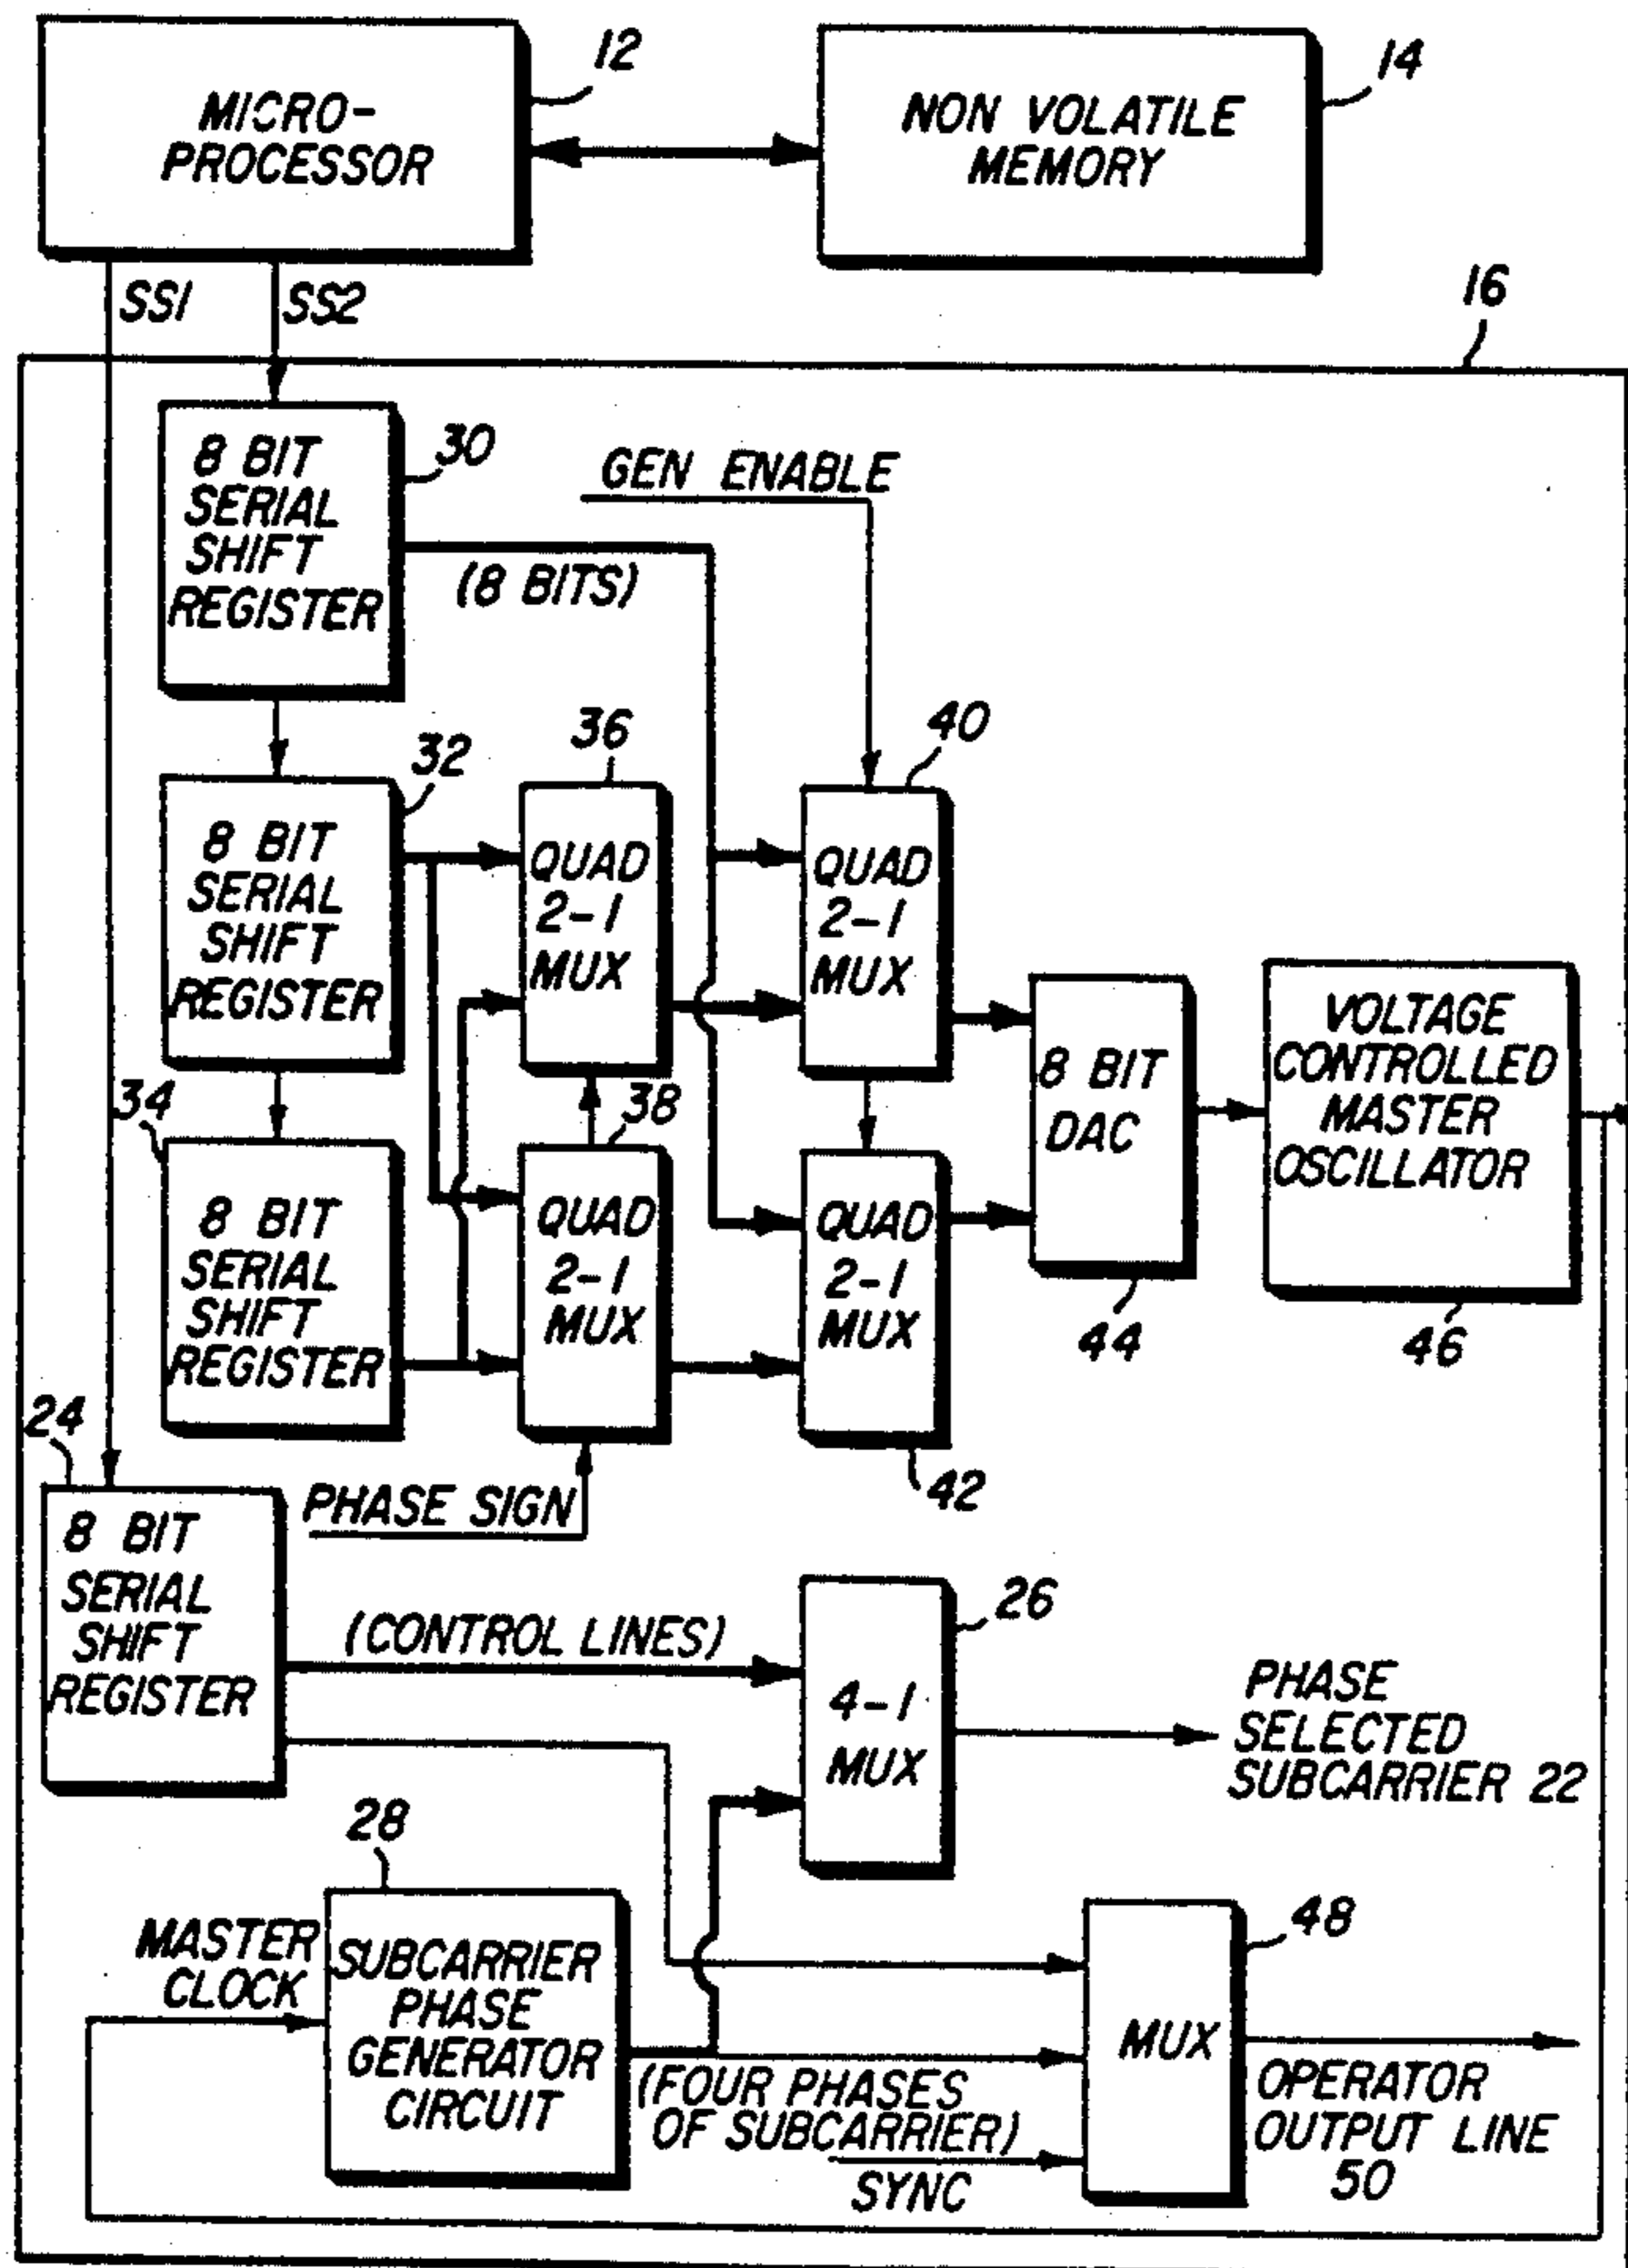 12
14
MICRO-
PROCESSOR
NON VOLATILE
MEMORY
SS1
SS2
16
30
8 BIT
SERIAL
SHIFT
REGISTER
GEN ENABLE
(8 BITS)
32
36
40
8 BIT
SERIAL
SHIFT
REGISTER
QUAD
2-1
MUX
QUAD
2-1
MUX
8 BIT
DAC
44
VOLTAGE
CONTROLLED
MASTER
OSCILLATOR
46
34
38
8 BIT
SERIAL
SHIFT
REGISTER
QUAD
2-1
MUX
QUAD
2-1
MUX
42
24
PHASE SIGN
8 BIT
SERIAL
SHIFT
REGISTER
(CONTROL LINES)
26
4-1
MUX
PHASE
SELECTED
SUBCARRIER 22
28
MASTER
CLOCK
SUBCARRIER
PHASE
GENERATOR
CIRCUIT
(FOUR PHASES
OF SUBCARRIER)
SYNC
48
MUX
OPERATOR
OUTPUT LINE
50